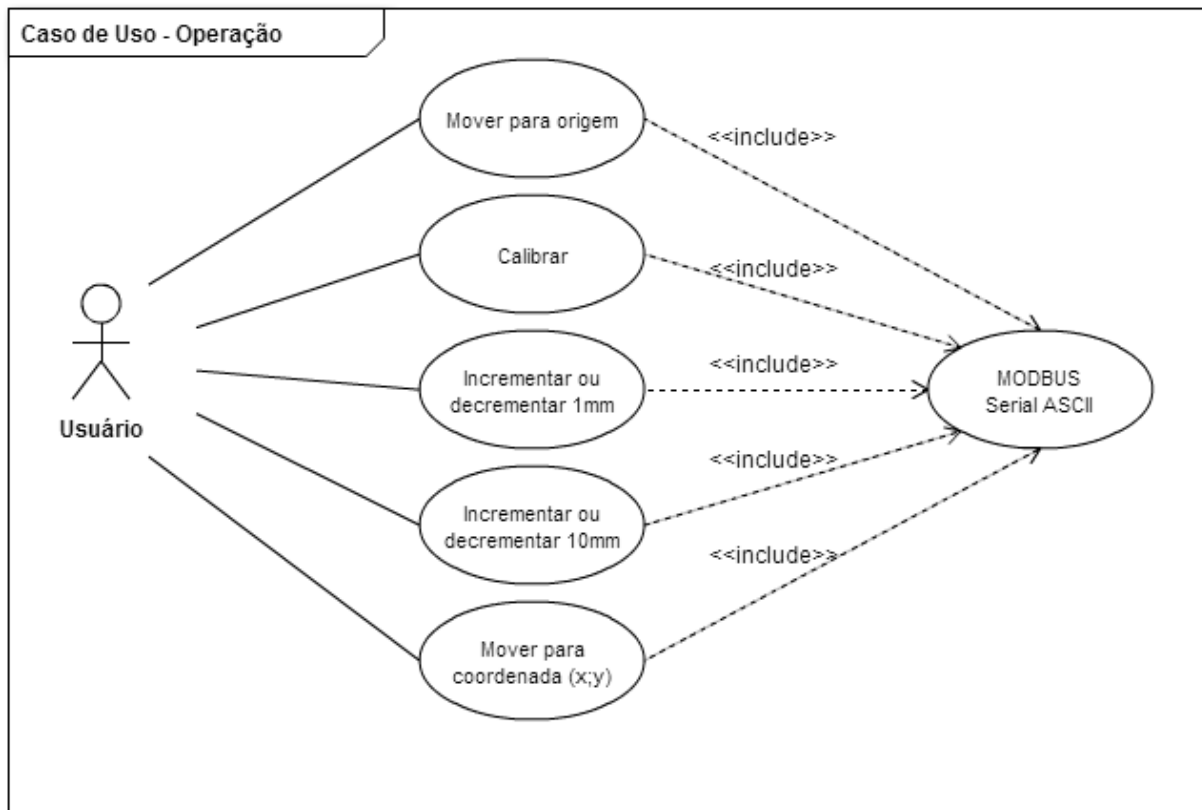 Caso de Uso - Operação
Mover para origem
<<include>>
Calibrar
<<include>>
Incrementar ou
decrementar 1mm
<<include>>
MODBUS
Serial ASCII
Usuário
Incrementar ou
decrementar 10mm
<<include>>
Mover para
coordenada (x;y)
<<include>>